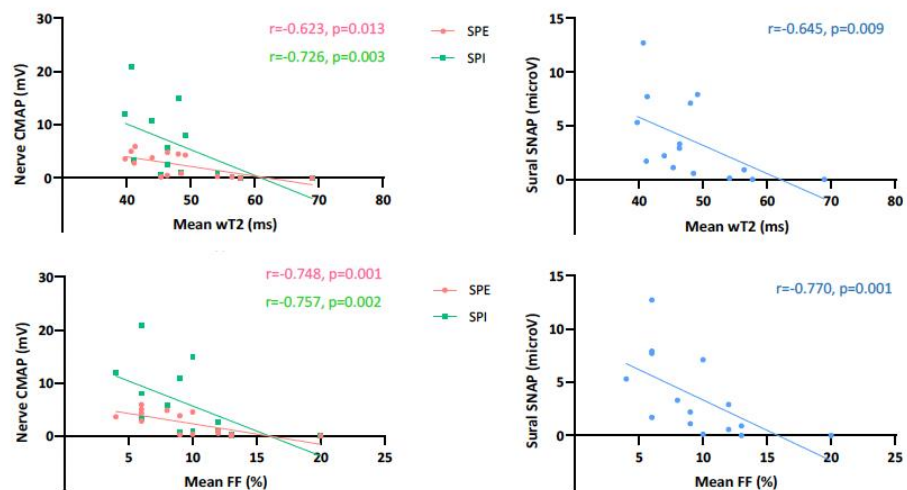 r=-0.623, p=0.013
r=-0.726, p=0.003
SPE
SPI
Nerve CMAP (mV)
30
20
10
0
40 50 60 70 80
Mean wT2 (ms)
r=-0.645, p=0.009
Sural SNAP (microV)
15
10
5
0
40 50 60 70 80
Mean wT2 (ms)
r=-0.748, p=0.001
r=-0.757, p=0.002
SPE
SPI
Nerve CMAP (mV)
30
20
10
0
5 10 15 20 25
Mean FF (%)
r=-0.770, p=0.001
Sural SNAP (microV)
15
10
5
0
5 10 15 20 25
Mean FF (%)